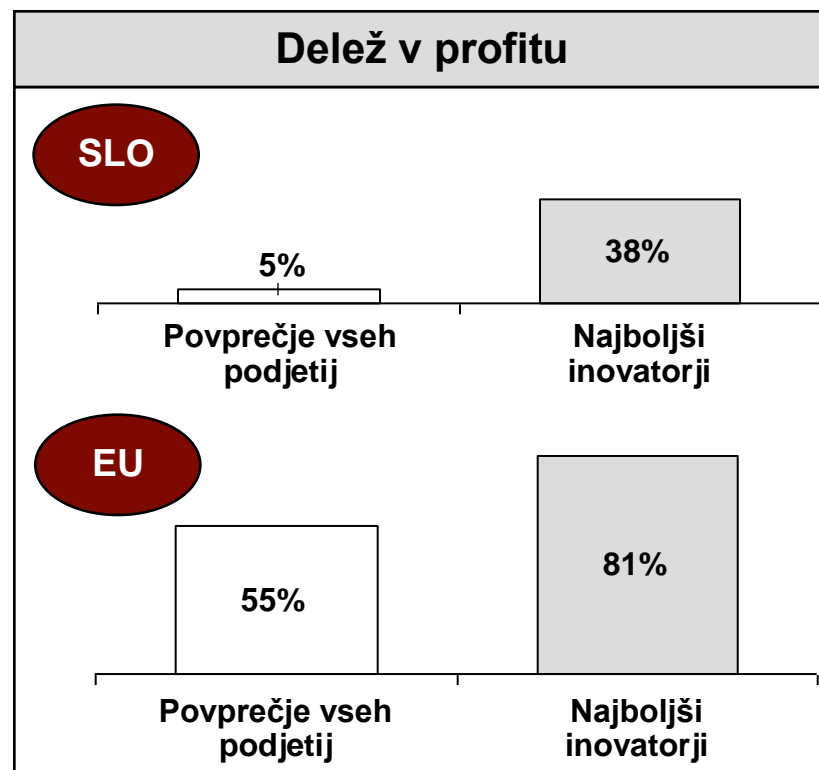 Delež v profitu
SLO
5%
38%
Povprečje vseh
podjetij
Najboljši
inovatorji
EU
55%
81%
Povprečje vseh
podjetij
Najboljši
inovatorji